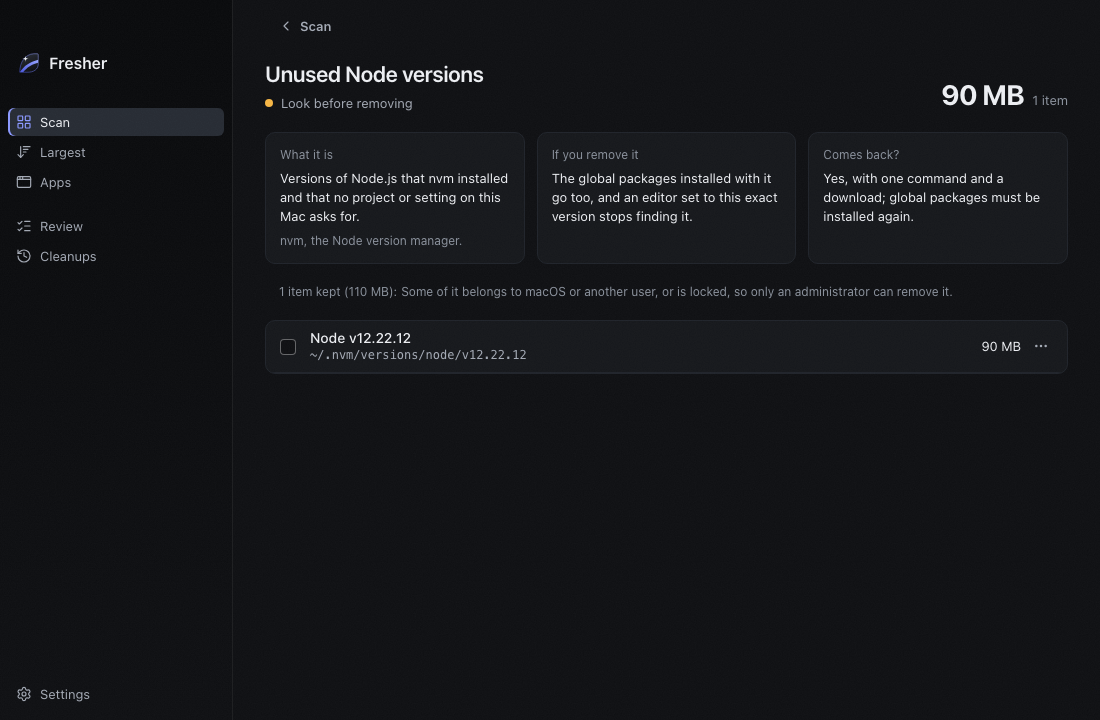 Scan
Fresher
Scan
Largest
Apps
Review
Cleanups
Settings
Unused Node versions
Look before removing
90 MB 1 item
What it is
Versions of Node.js that nvm installed
and that no project or setting on this
Mac asks for.
nvm, the Node version manager.
If you remove it
The global packages installed with it
go too, and an editor set to this exact
version stops finding it.
Comes back?
Yes, with one command and a
download; global packages must be
installed again.
1 item kept (110 MB): Some of it belongs to macOS or another user, or is locked, so only an administrator can remove it.
Node v12.22.12
~/.nvm/versions/node/v12.22.12
90 MB